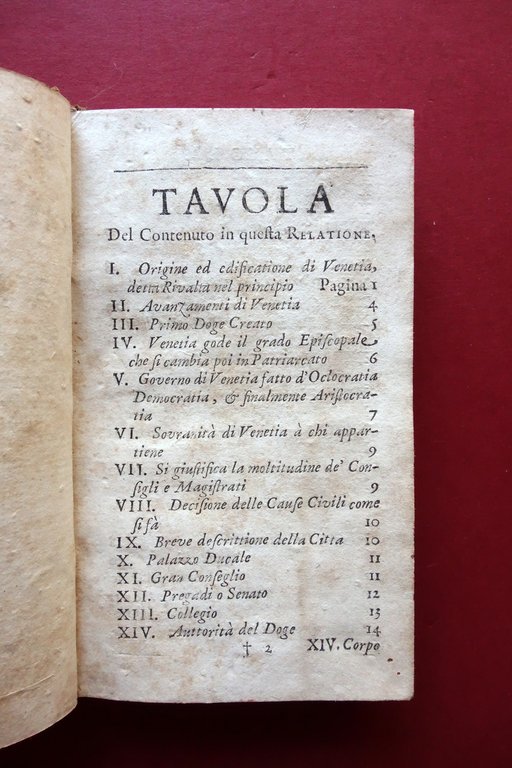 TAVOLA
Del Contenuto in queſta RELATIONE,
I. Origine ed edificatione di Venetia,
detta Rivalta nel principio Pagina 1
II. Avanzamenti di Venetia 4
III. Primo Doge Creato 5
IV. Venetia gode il grado Epiſcopale
che ſi cambia poi in Patriarcato 6
V. Governo di Venetia fatto d'Oclocratia
Democratia, & finalmente Ariſtocra-
tia 7
VI. Sovranità di Venetia à chi appar-
tiene 9
VII. Si giuſtifica la moltitudine de' Con-
ſigli e Magiſtrati 9
VIII. Deciſione delle Cauſe Civili come
ſi fà 10
IX. Breve deſcrittione della Citta 10
X. Palazzo Ducale 11
XI. Gran Conſeglio 11
XII. Pregadi o Senato 12
XIII. Collegio 13
XIV. Auttorità del Doge 14
† 2 XIV. Corpo